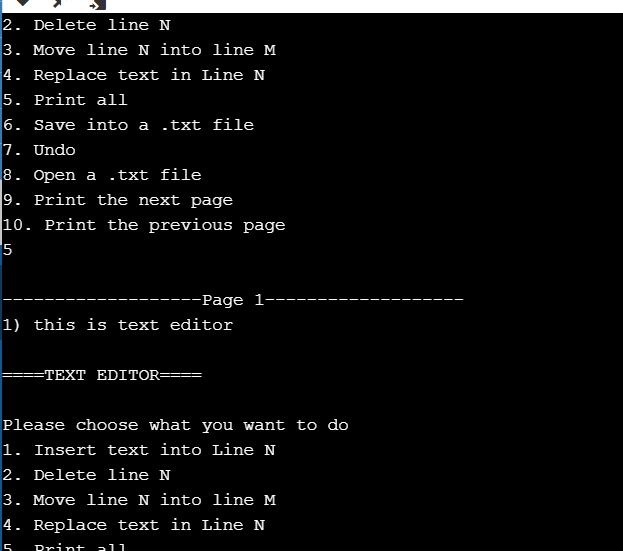 2. Delete line N
3. Move line N into line M
4. Replace text in Line N
5. Print all
6. Save into a .txt file
7. Undo
8. Open a .txt file
9. Print the next page
10. Print the previous page
5
-------------------Page 1-------------------
1) this is text editor
====TEXT EDITOR====
Please choose what you want to do
1. Insert text into Line N
2. Delete line N
3. Move line N into line M
4. Replace text in Line N
5. Print all